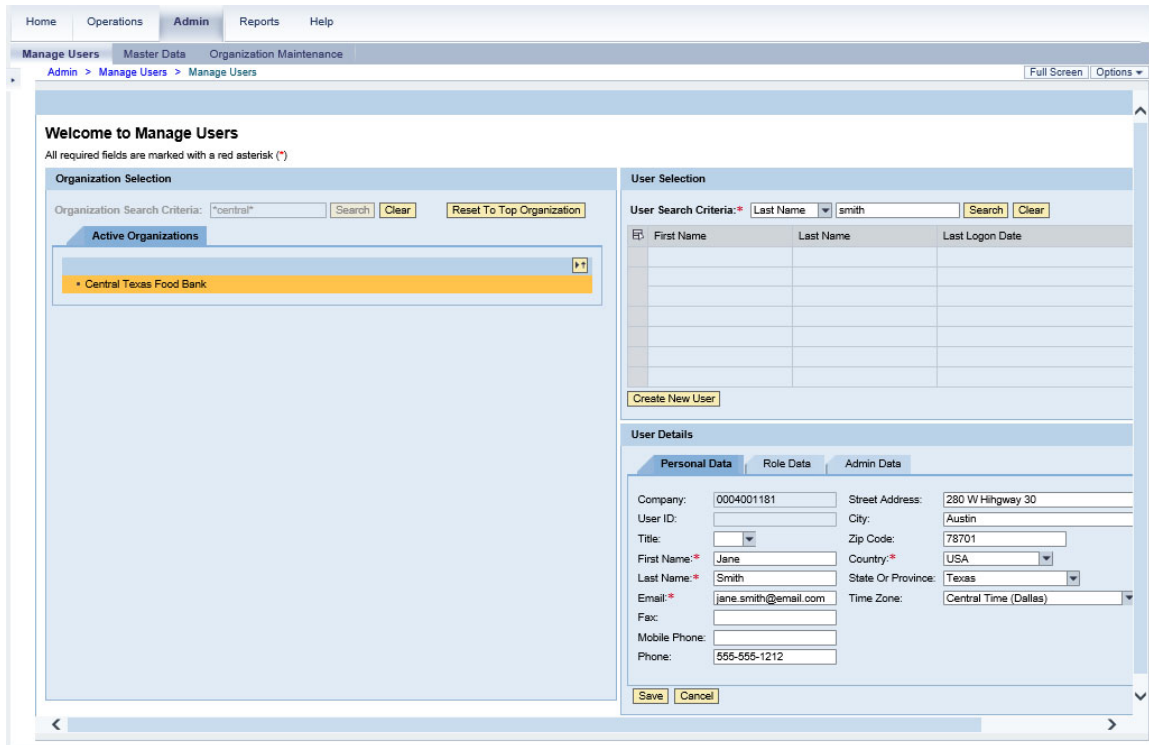 Home Operations Admin Reports Help
Manage Users Master Data Organization Maintenance
Admin > Manage Users > Manage Users
Full Screen Options
Welcome to Manage Users
All required fields are marked with a red asterisk (*)
Organization Selection
Organization Search Criteria: *central* Search Clear Reset To Top Organization
Active Organizations
Central Texas Food Bank
User Selection
User Search Criteria:* Last Name smith Search Clear
First Name Last Name Last Logon Date
Create New User
User Details
Personal Data Role Data Admin Data
Company: 0004001181 Street Address: 280 W Hihgway 30
User ID: City: Austin
Title: Zip Code: 78701
First Name:* Jane Country:* USA
Last Name:* Smith State Or Province: Texas
Email:* jane.smith@email.com Time Zone: Central Time (Dallas)
Fax:
Mobile Phone:
Phone: 555-555-1212
Save Cancel